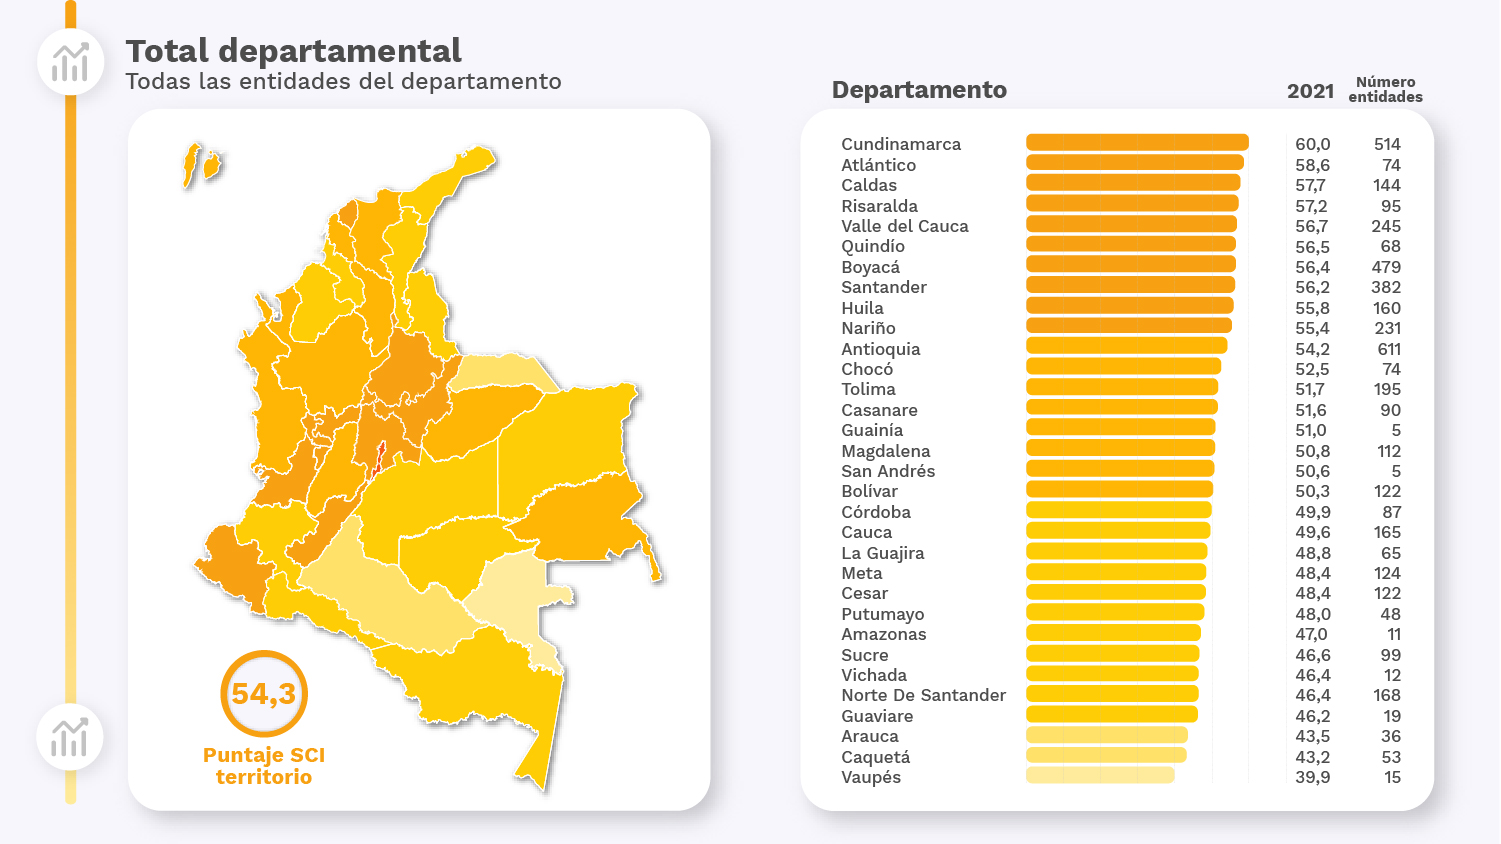 Total departamental
Todas las entidades del departamento
54,3
Puntaje SCI
territorio
Departamento 2021 Número entidades
Cundinamarca 60,0 514
Atlántico 58,6 74
Caldas 57,7 144
Risaralda 57,2 95
Valle del Cauca 56,7 245
Quindío 56,5 68
Boyacá 56,4 479
Santander 56,2 382
Huila 55,8 160
Nariño 55,4 231
Antioquia 54,2 611
Chocó 52,5 74
Tolima 51,7 195
Casanare 51,6 90
Guainía 51,0 5
Magdalena 50,8 112
San Andrés 50,6 5
Bolívar 50,3 122
Córdoba 49,9 87
Cauca 49,6 165
La Guajira 48,8 65
Meta 48,4 124
Cesar 48,4 122
Putumayo 48,0 48
Amazonas 47,0 11
Sucre 46,6 99
Vichada 46,4 12
Norte De Santander 46,4 168
Guaviare 46,2 19
Arauca 43,5 36
Caquetá 43,2 53
Vaupés 39,9 15